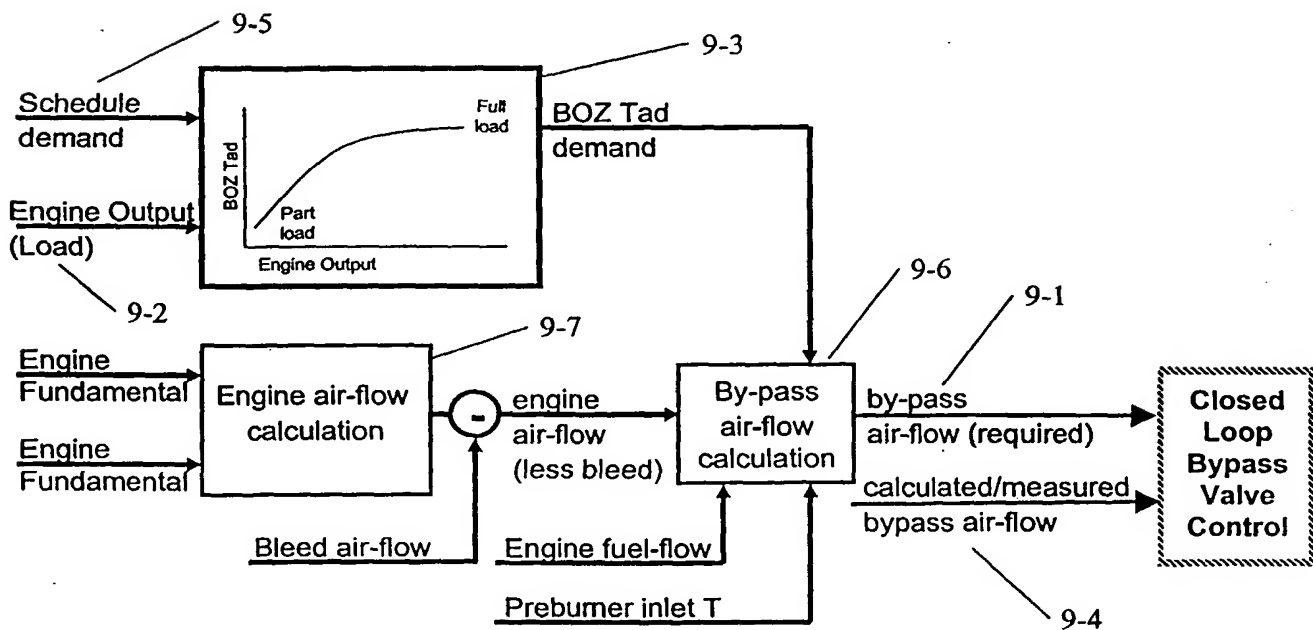 9-5
9-3
Schedule
demand
BOZ Tad
Full
load
Part
load
Engine Output
BOZ Tad
demand
Engine Output
(Load)
9-2
9-6
9-1
9-7
Engine
Fundamental
Engine
Fundamental
Engine air-flow
calculation
-
engine
air-flow
(less bleed)
By-pass
air-flow
calculation
by-pass
air-flow (required)
calculated/measured
bypass air-flow
Closed
Loop
Bypass
Valve
Control
Bleed air-flow
Engine fuel-flow
Preburner inlet T
9-4